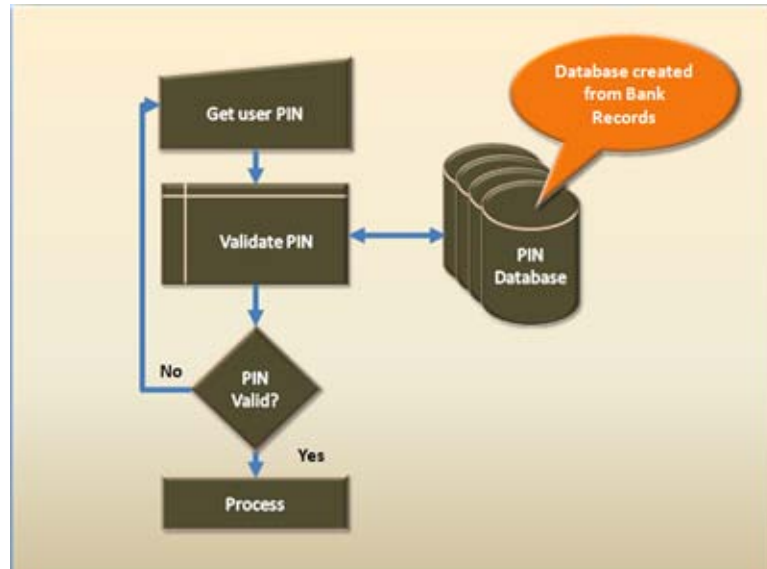 Get user PIN
Database created
from Bank
Records
Validate PIN
PIN
Database
No
PIN
Valid?
Yes
Process